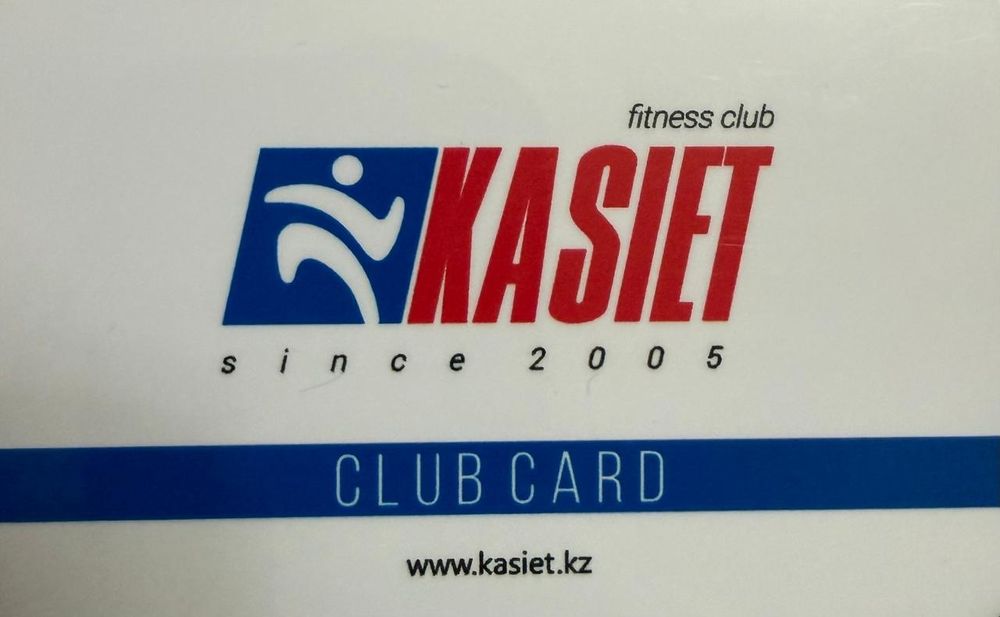 fitness club
KASIET
since 2005
CLUB CARD
www.kasiet.kz